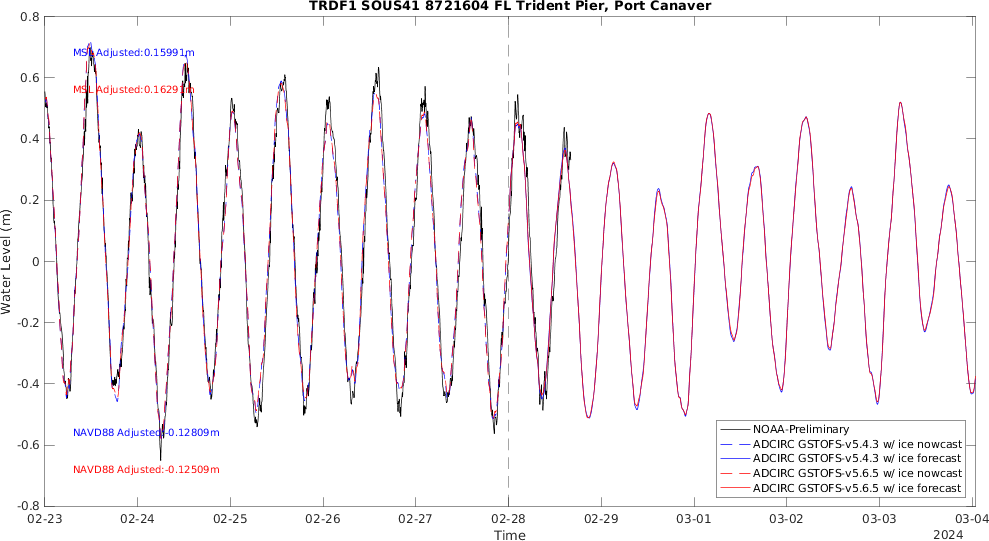 TRDF1 SOUS41 8721604 FL Trident Pier, Port Canaver
0.8
0.6
0.4
0.2
0
-0.2
-0.4
-0.6
-0.8
Water Level (m)
MSL Adjusted:0.15991m
MSL Adjusted:0.16291m
NAVD88 Adjusted:-0.12809m
NAVD88 Adjusted:-0.12509m
NOAA-Preliminary
ADCIRC GSTOFS-v5.4.3 w/ ice nowcast
ADCIRC GSTOFS-v5.4.3 w/ ice forecast
ADCIRC GSTOFS-v5.6.5 w/ ice nowcast
ADCIRC GSTOFS-v5.6.5 w/ ice forecast
02-23 02-24 02-25 02-26 02-27 02-28 02-29 03-01 03-02 03-03 03-04
Time
2024